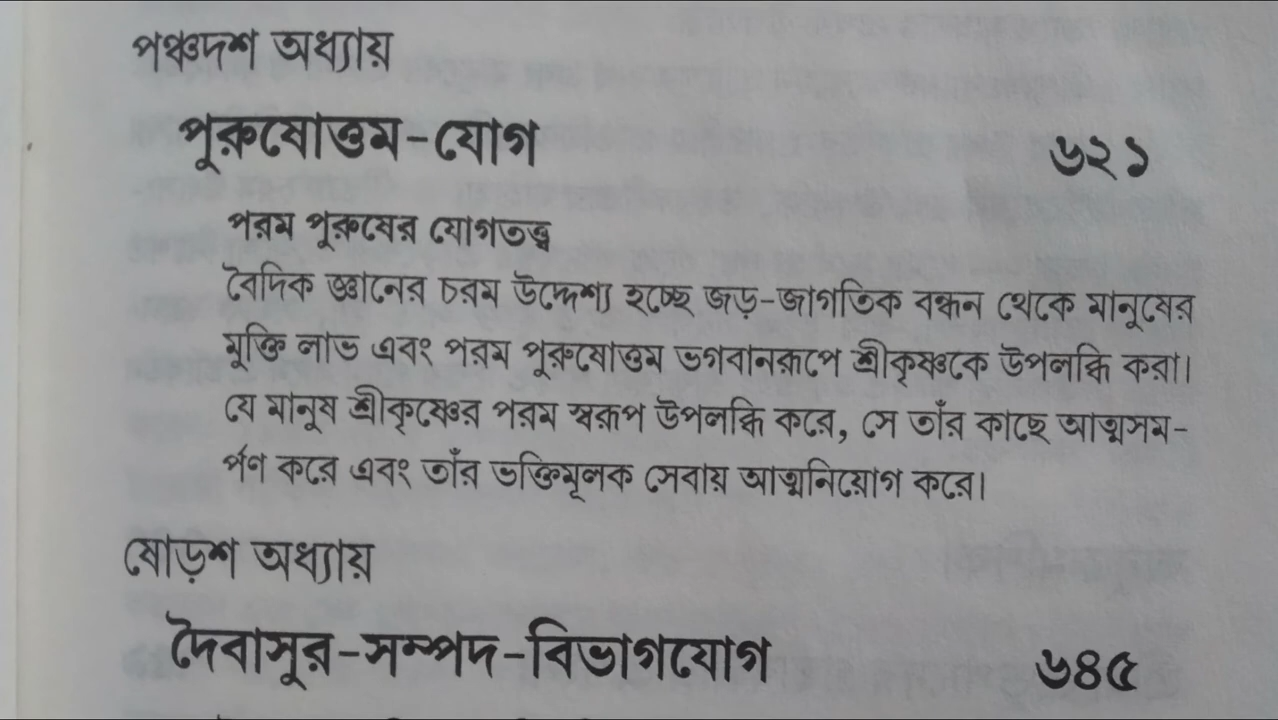 পঞ্চদশ অধ্যায়
পুরুষোত্তম-যোগ ৬২১
পরম পুরুষের যোগতত্ত্ব
বৈদিক জ্ঞানের চরম উদ্দেশ্য হচ্ছে জড়-জাগতিক বন্ধন থেকে মানুষের
মুক্তি লাভ এবং পরম পুরুষোত্তম ভগবানরূপে শ্রীকৃষ্ণকে উপলব্ধি করা।
যে মানুষ শ্রীকৃষ্ণের পরম স্বরূপ উপলব্ধি করে, সে তাঁর কাছে আত্মসম-
র্পণ করে এবং তাঁর ভক্তিমূলক সেবায় আত্মনিয়োগ করে।
ষোড়শ অধ্যায়
দৈবাসুর-সম্পদ-বিভাগযোগ ৬৪৫